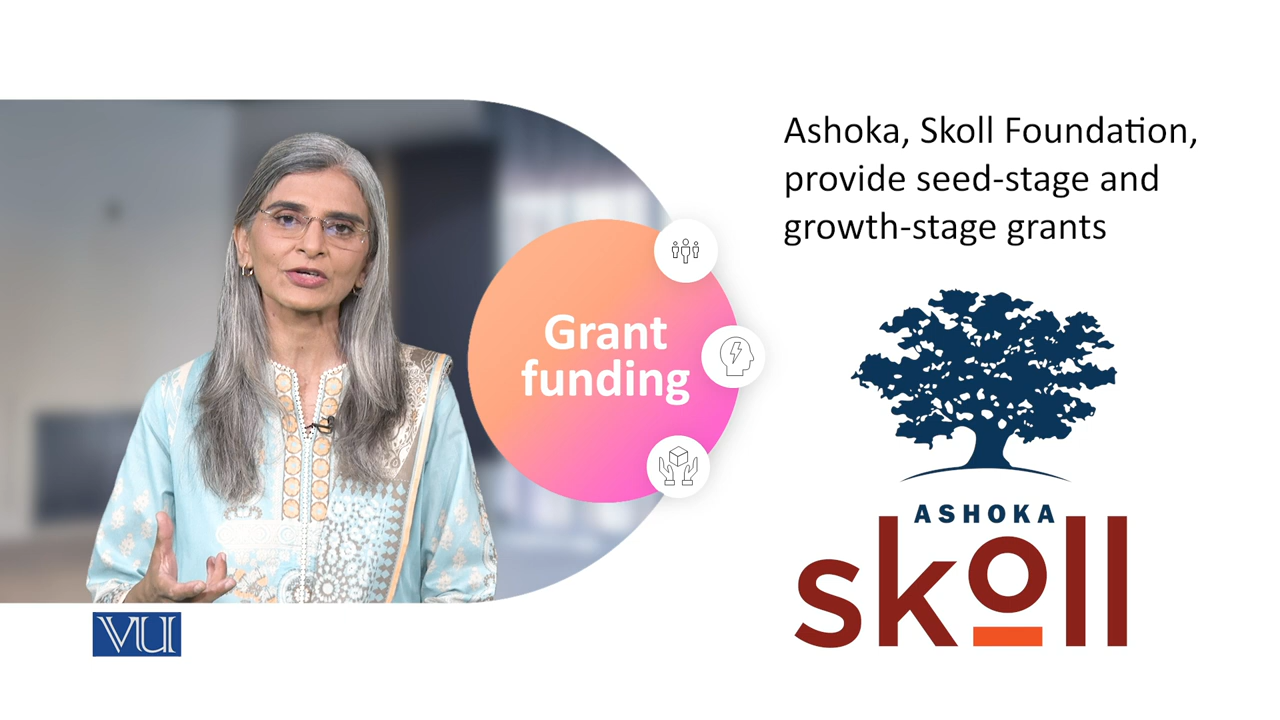 Ashoka, Skoll Foundation,
provide seed-stage and
growth-stage grants
Grant
funding
ASHOKA
skoll
VU